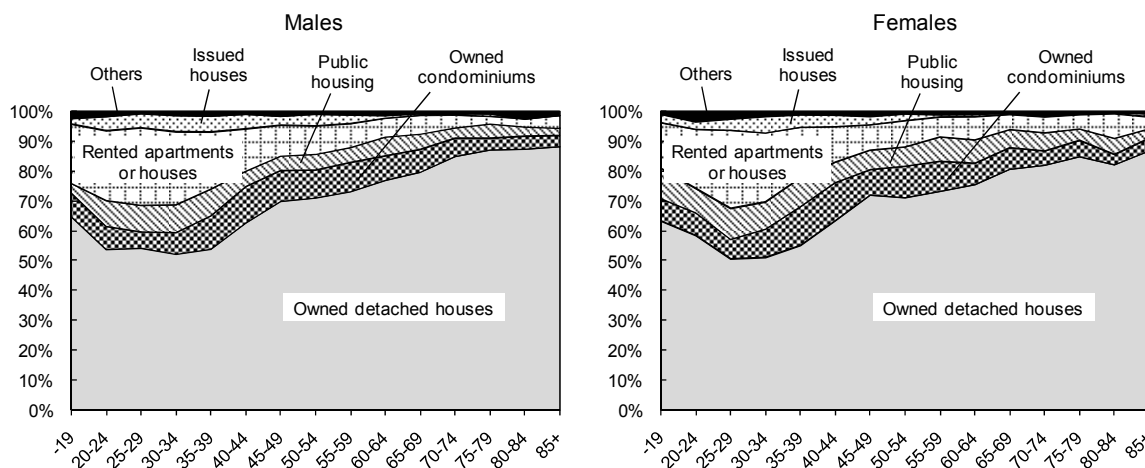 Males
Others
Issued
houses
Public
housing
Owned
condominiums
100%
90%
80%
70%
60%
50%
40%
30%
20%
10%
0%
Rented apartments
or houses
Owned detached houses
-19
20-24
25-29
30-34
35-39
40-44
45-49
50-54
55-59
60-64
65-69
70-74
75-79
80-84
85+
Females
Others
Issued
houses
Public
housing
Owned
condominiums
100%
90%
80%
70%
60%
50%
40%
30%
20%
10%
0%
Rented apartments
or houses
Owned detached houses
-19
20-24
25-29
30-34
35-39
40-44
45-49
50-54
55-59
60-64
65-69
70-74
75-79
80-84
85+